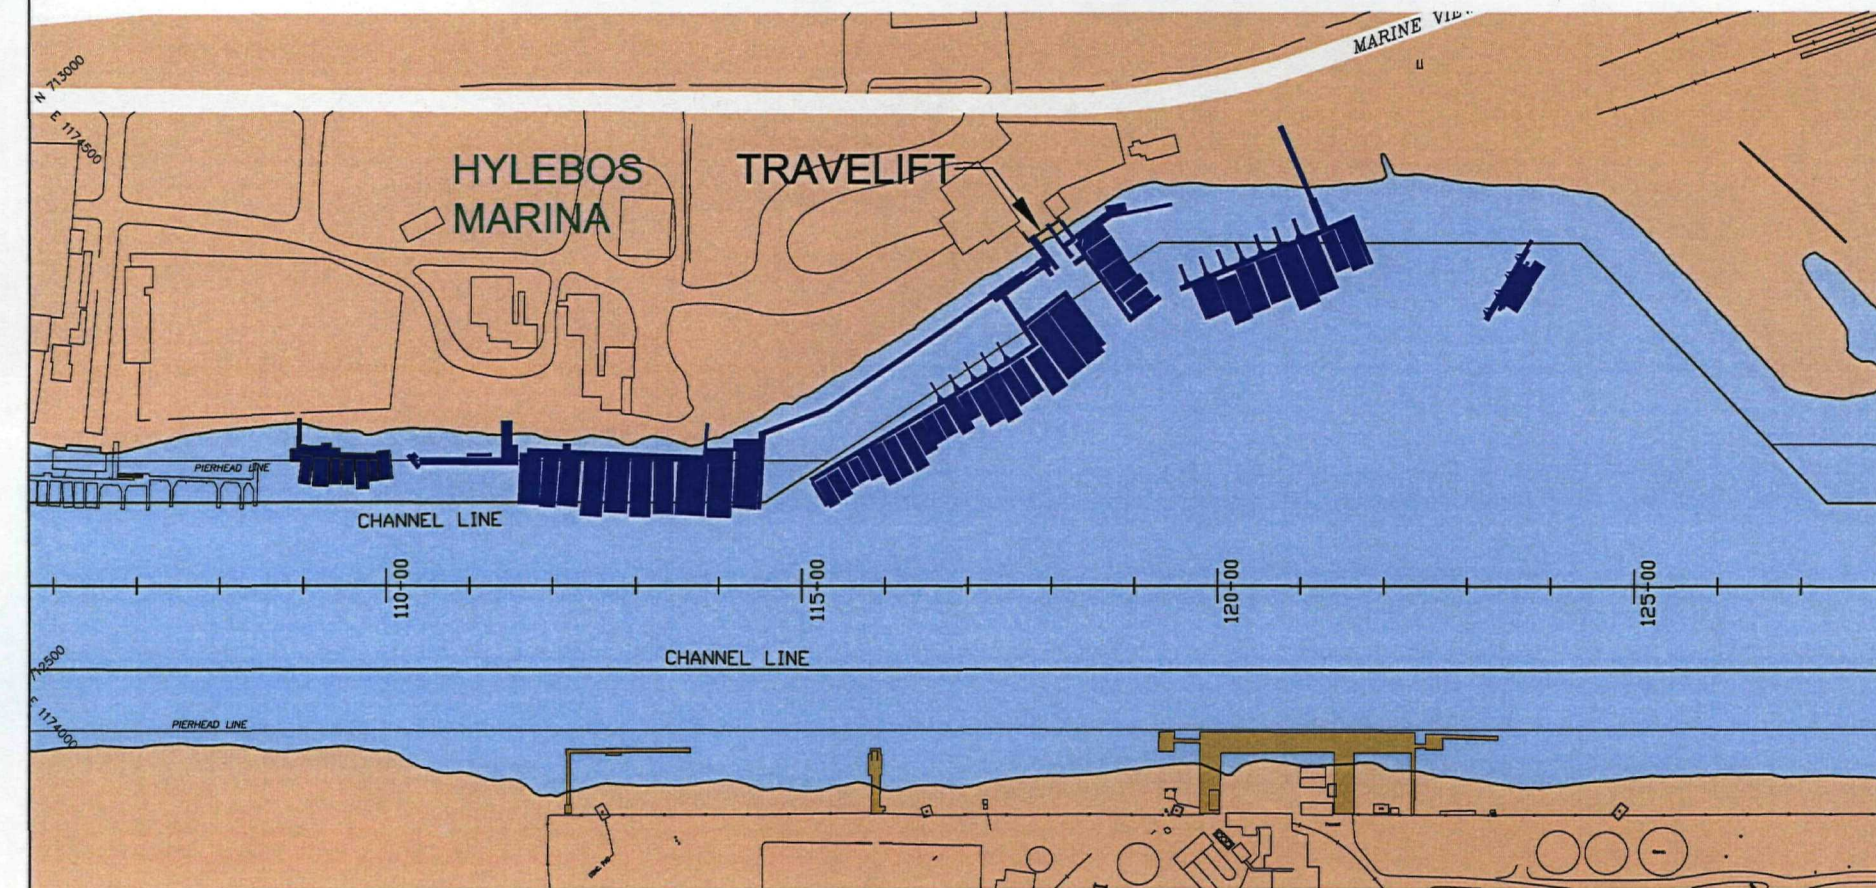 MARINE VIEW
N 713000
E 1174500
HYLEBOS
MARINA
TRAVELIFT
PIERHEAD LINE
CHANNEL LINE
110+00
115+00
120+00
125+00
CHANNEL LINE
712500
E 1174000
PIERHEAD LINE